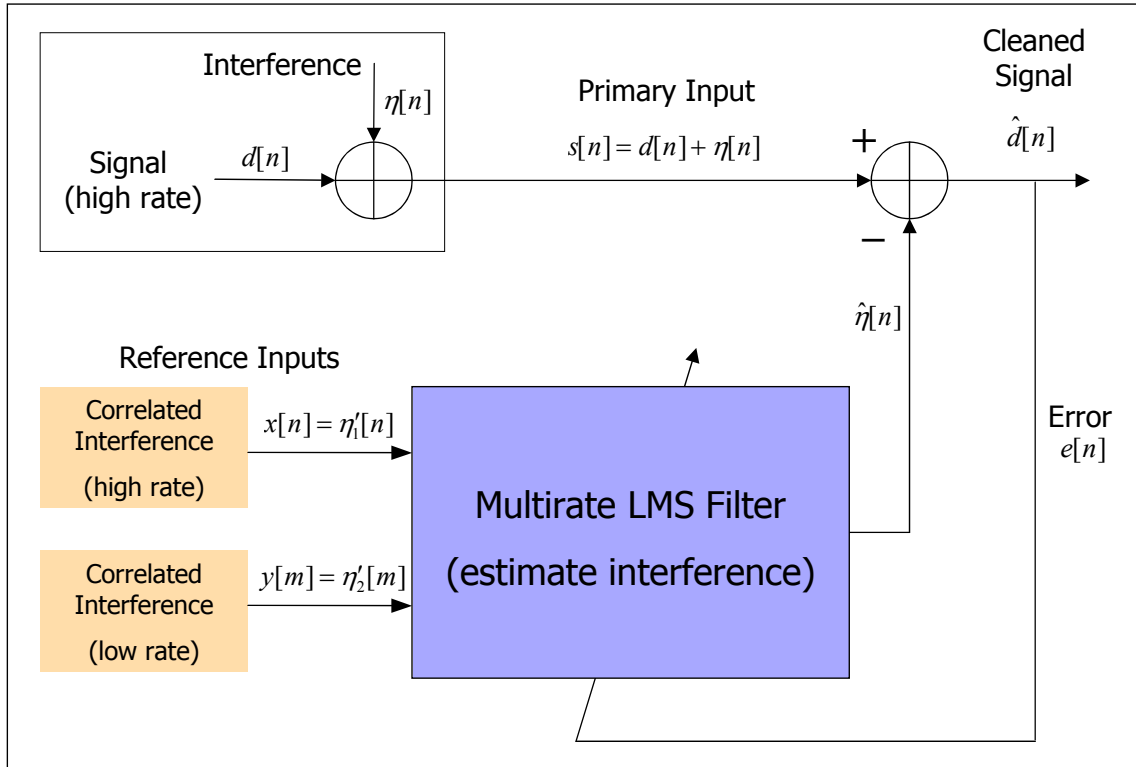 Interference
η[n]
Signal
(high rate)
d[n]
Primary Input
s[n] = d[n] + η[n]
+
−
Cleaned
Signal
d̂[n]
η̂[n]
Error
e[n]
Reference Inputs
Correlated
Interference
(high rate)
x[n] = η′₁[n]
Correlated
Interference
(low rate)
y[m] = η′₂[m]
Multirate LMS Filter
(estimate interference)